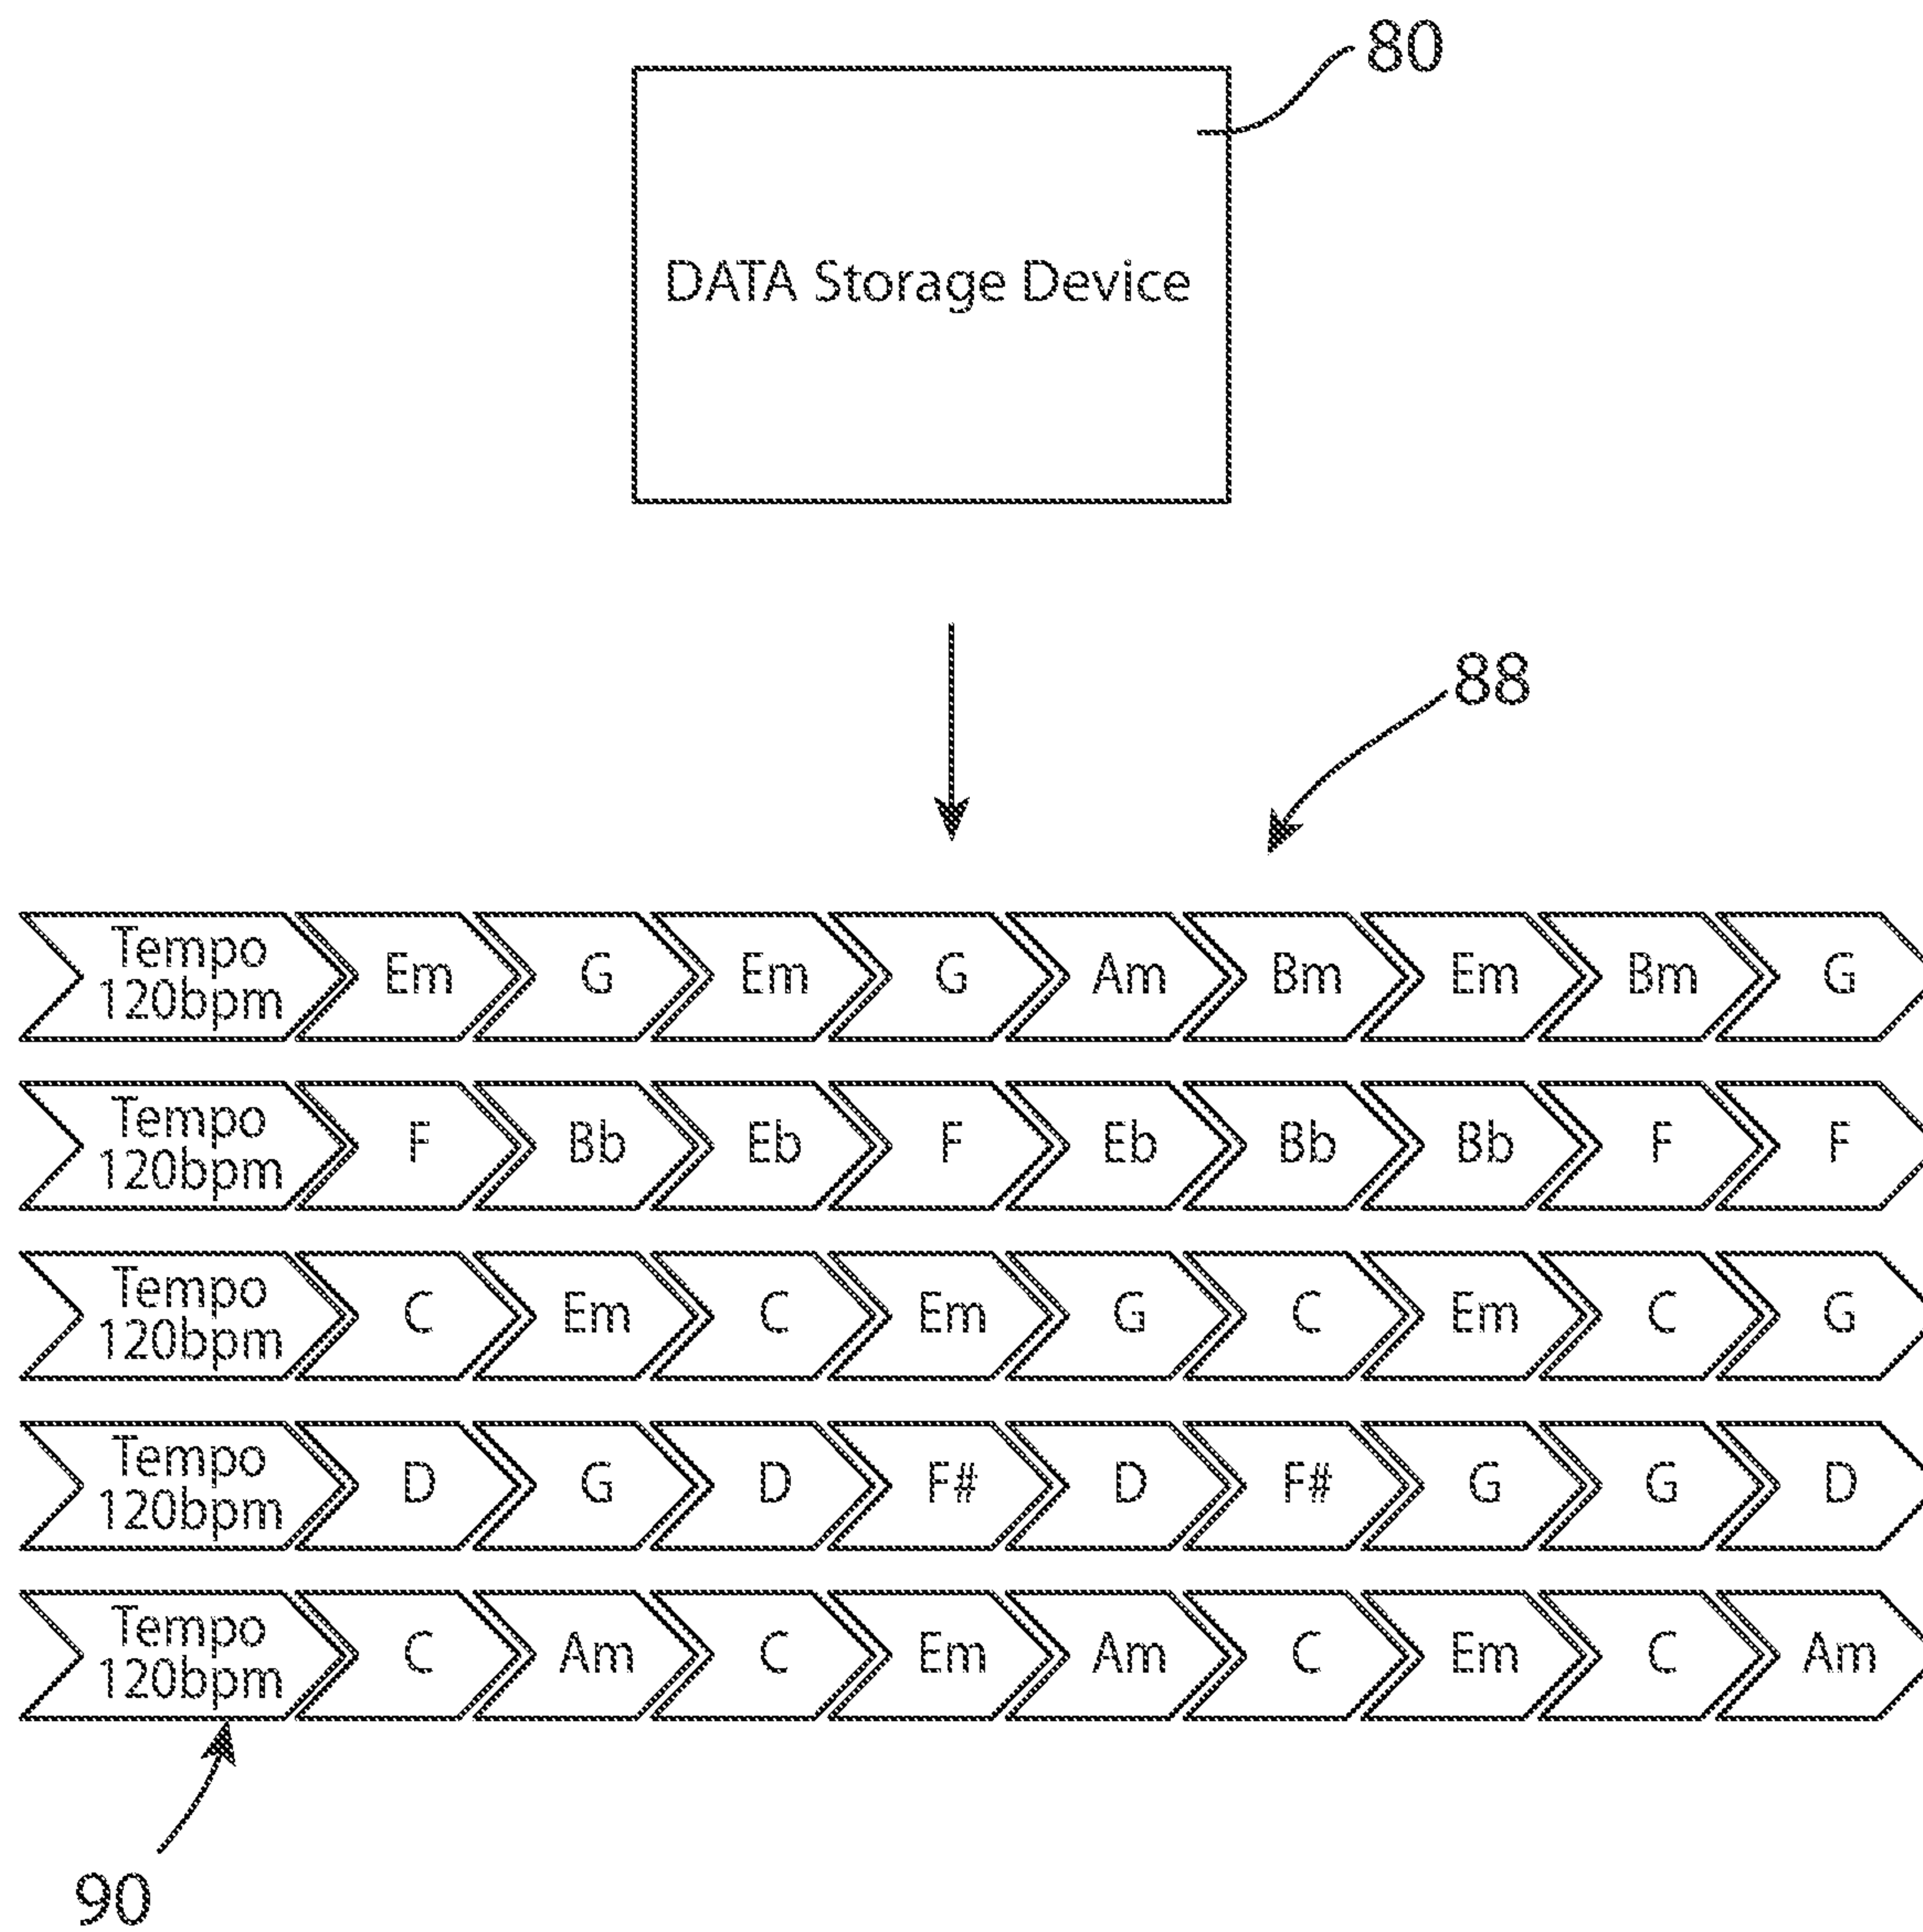 80
DATA Storage Device
88
Tempo
120bpm Em G Em G Am Bm Em Bm G
Tempo
120bpm F Bb Eb F Eb Bb Bb F F
Tempo
120bpm C Em C Em G C Em C G
Tempo
120bpm D G D F# D F# G G D
Tempo
120bpm C Am C Em Am C Em C Am
90